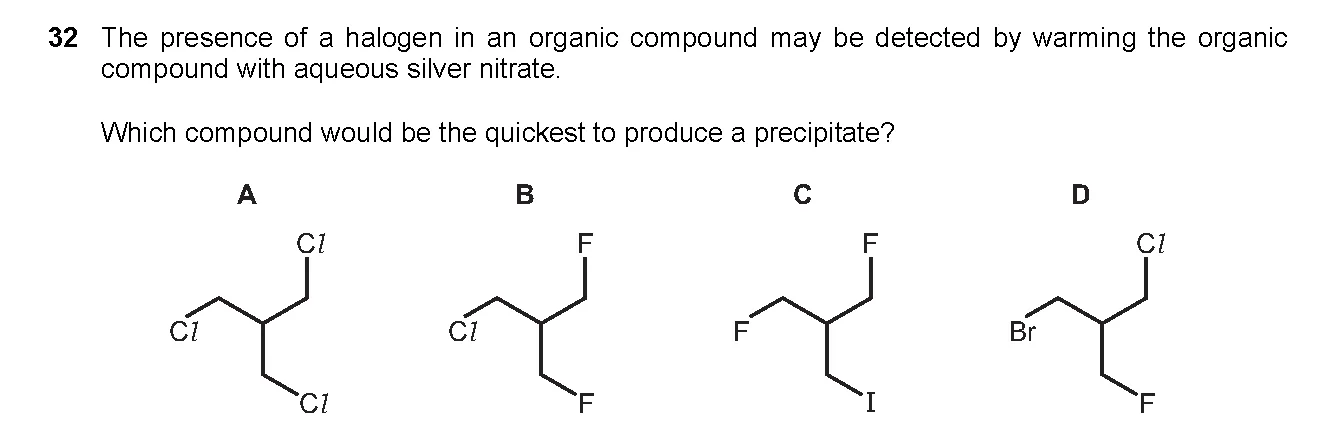 32 The presence of a halogen in an organic compound may be detected by warming the organic
compound with aqueous silver nitrate.
Which compound would be the quickest to produce a precipitate?
A B C D
Cl F F Cl
Cl Cl F Br
Cl F I F